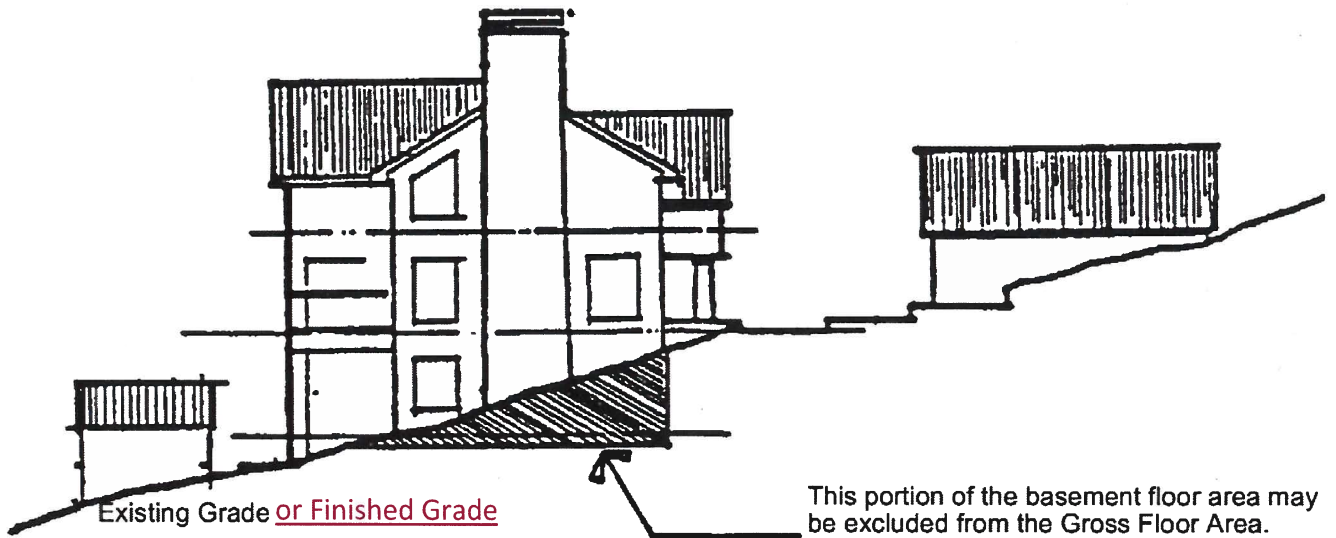 Existing Grade or Finished Grade
This portion of the basement floor area may
be excluded from the Gross Floor Area.